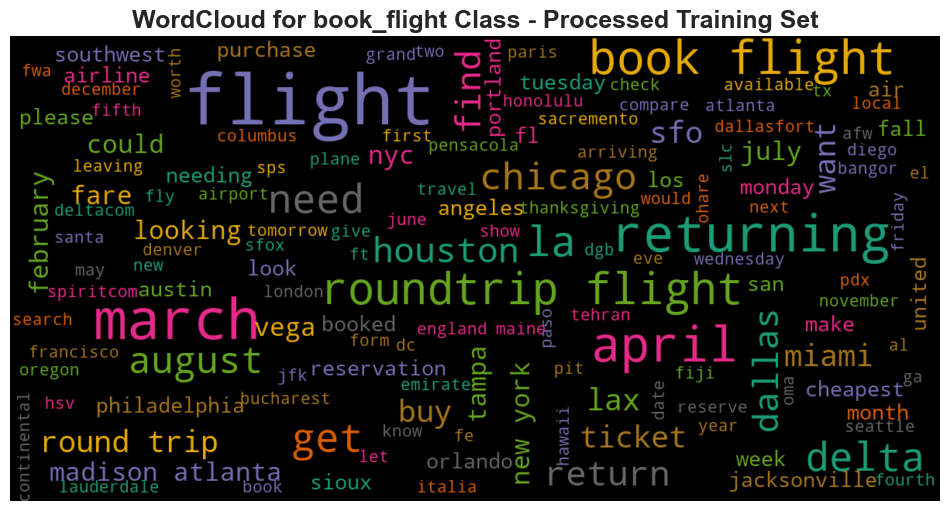 WordCloud for book_flight Class - Processed Training Set
southwest
worth
purchase
grand
two
find
portland
paris
book flight
fwa
airline
december
fifth
flight
tuesday
check
available
tx
air
honolulu
compare
atlanta
local
please
could
columbus
first
pensacola
nyc
fl
sacremento
sfo
dallasfort
afw
fall
leaving
needing
sps
plane
arriving
slc
july
want
diego
bangor
el
february
fare
fly
airport
need
travel
chicago
los
would
ohare
monday
next
deltacom
looking
tomorrow
give
june
angeles
thanksgiving
show
returning
friday
santa
denver
sfox
ft
houston
la
dgb
eve
wednesday
may
new
look
london
roundtrip flight
san
pdx
united
spiritcom
austin
november
search
march
vega
booked
england
maine
paso
tehran
april
make
francisco
august
form
dc
dallas
miami
al
oregon
jfk
reservation
tampa
new york
pit
fiji
emirate
hsv
bucharest
philadelphia
buy
lax
date
reserve
oma
cheapest
ga
continental
round trip
get
know
fe
hawaii
ticket
year
month
seattle
let
orlando
week
delta
madison atlanta
lauderdale
book
sioux
italia
return
jacksonville
fourth